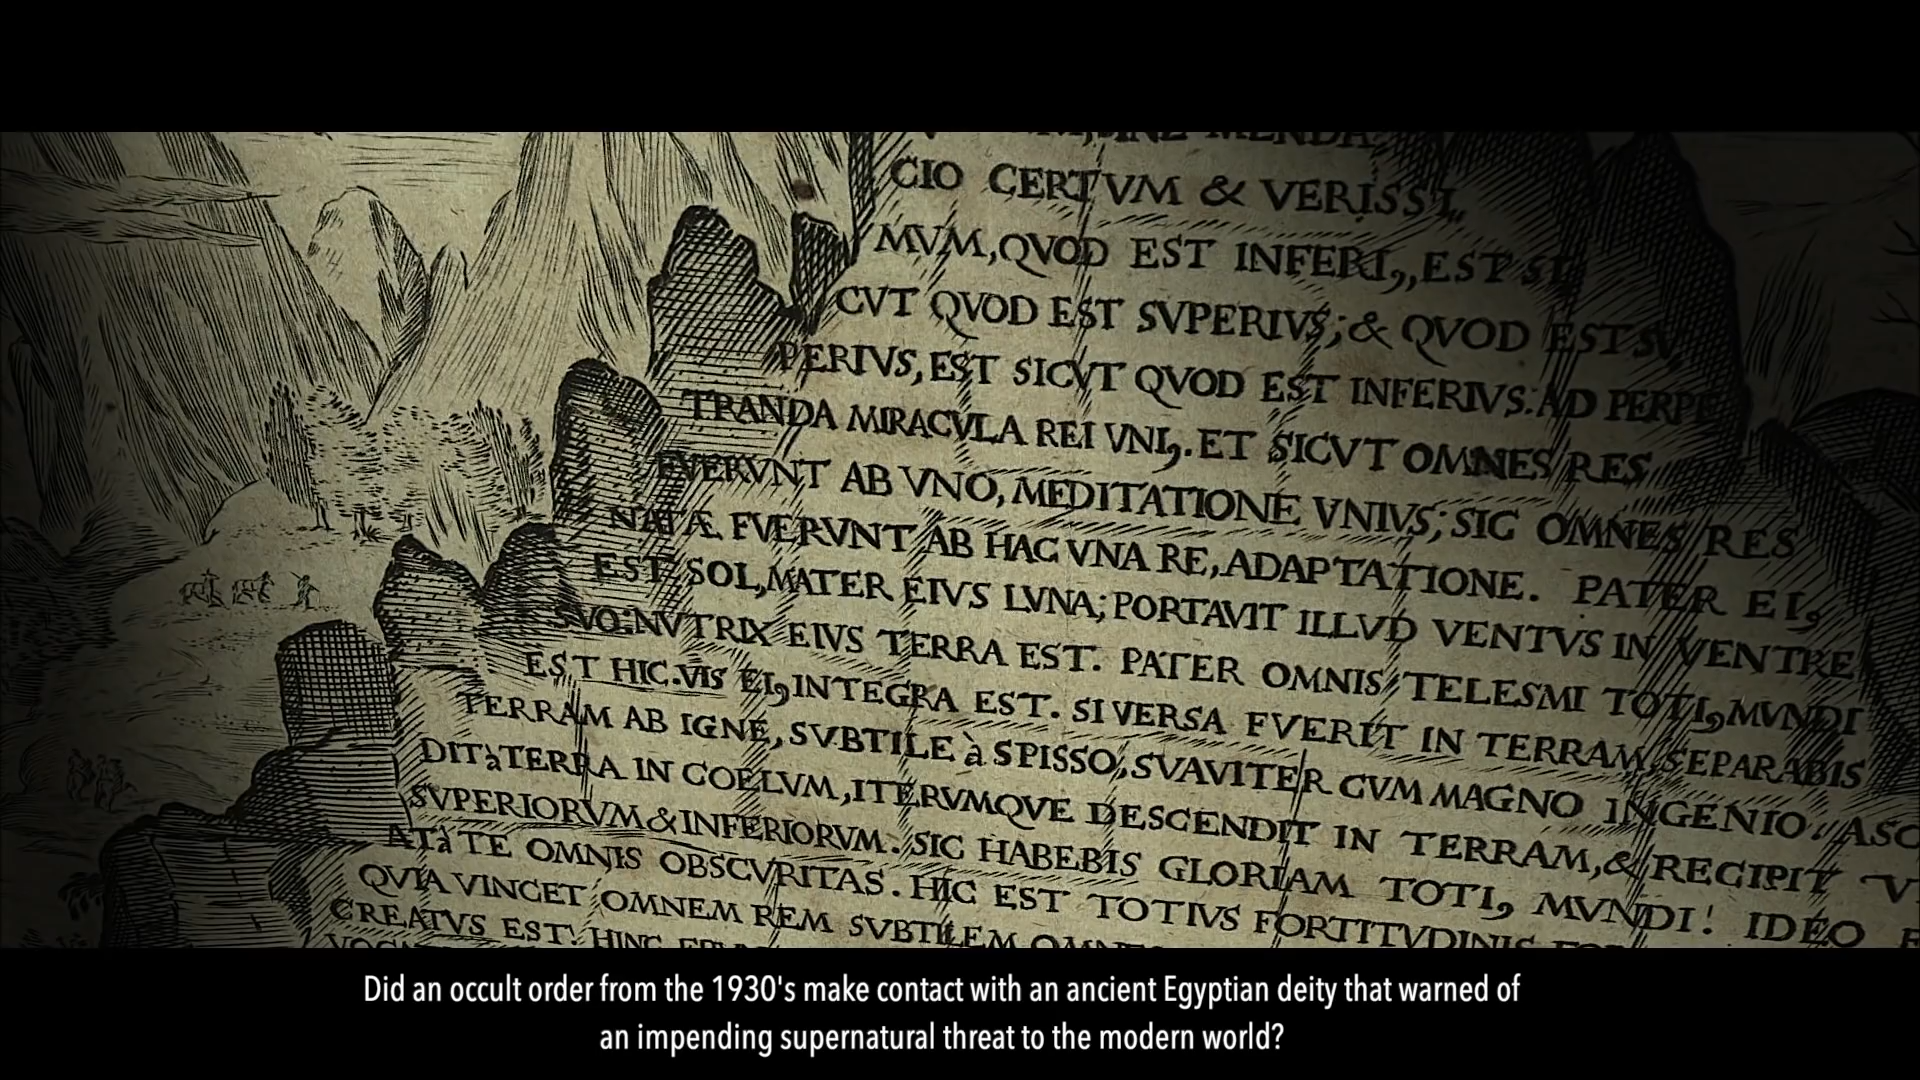 CIO CERTVM & VERISSI,
MVM, QVOD EST INFERI, EST SI
CVT QVOD EST SVPERIVS; & QVOD EST SV
PERIVS, EST SICVT QVOD EST INFERIVS: AD PERPE
TRANDA MIRACVLA REI VNI. ET SICVT OMNES RES
FVERVNT AB VNO, MEDITATIONE VNIVS; SIC OMNES RES
NATÆ FVERVNT AB HAC VNA RE, ADAPTATIONE. PATER EI,
EST SOL, MATER EIVS LVNA; PORTAVIT ILLVD VENTVS IN VENTRE
SVO; NVTRIX EIVS TERRA EST. PATER OMNIS TELESMI TOTI, MVNDI
EST HIC. VIS EI, INTEGRA EST. SI VERSA FVERIT IN TERRAM, SEPARABIS
TERRAM AB IGNE, SVBTILE à SPISSO, SVAVITER CVM MAGNO INGENIO. ASC
DIT à TERRA IN COELVM, ITERVMQVE DESCENDIT IN TERRAM, & RECIPIT VI
SVPERIORVM & INFERIORVM. SIC HABEBIS GLORIAM TOTI, MVNDI! IDEO F
ATà TE OMNIS OBSCVRITAS. HIC EST TOTIVS FORTITVDINIS
QVIA VINCET OMNEM REM SVBTILEM
CREATVS EST. HINC
Did an occult order from the 1930's make contact with an ancient Egyptian deity that warned of
an impending supernatural threat to the modern world?